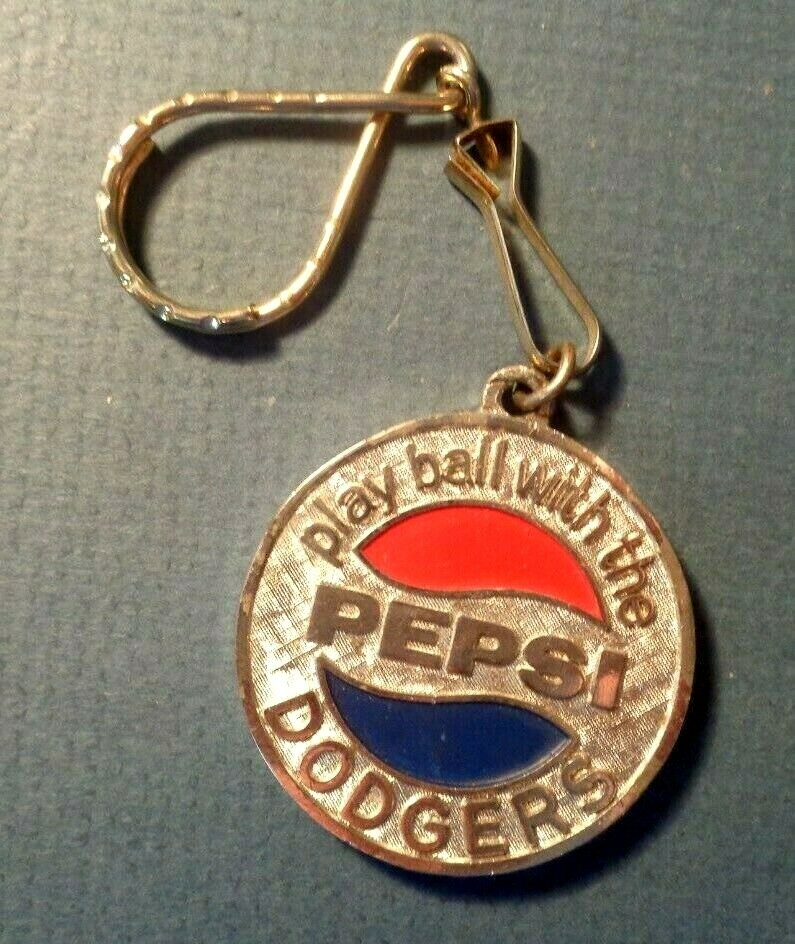 play ball with the
PEPSI
DODGERS